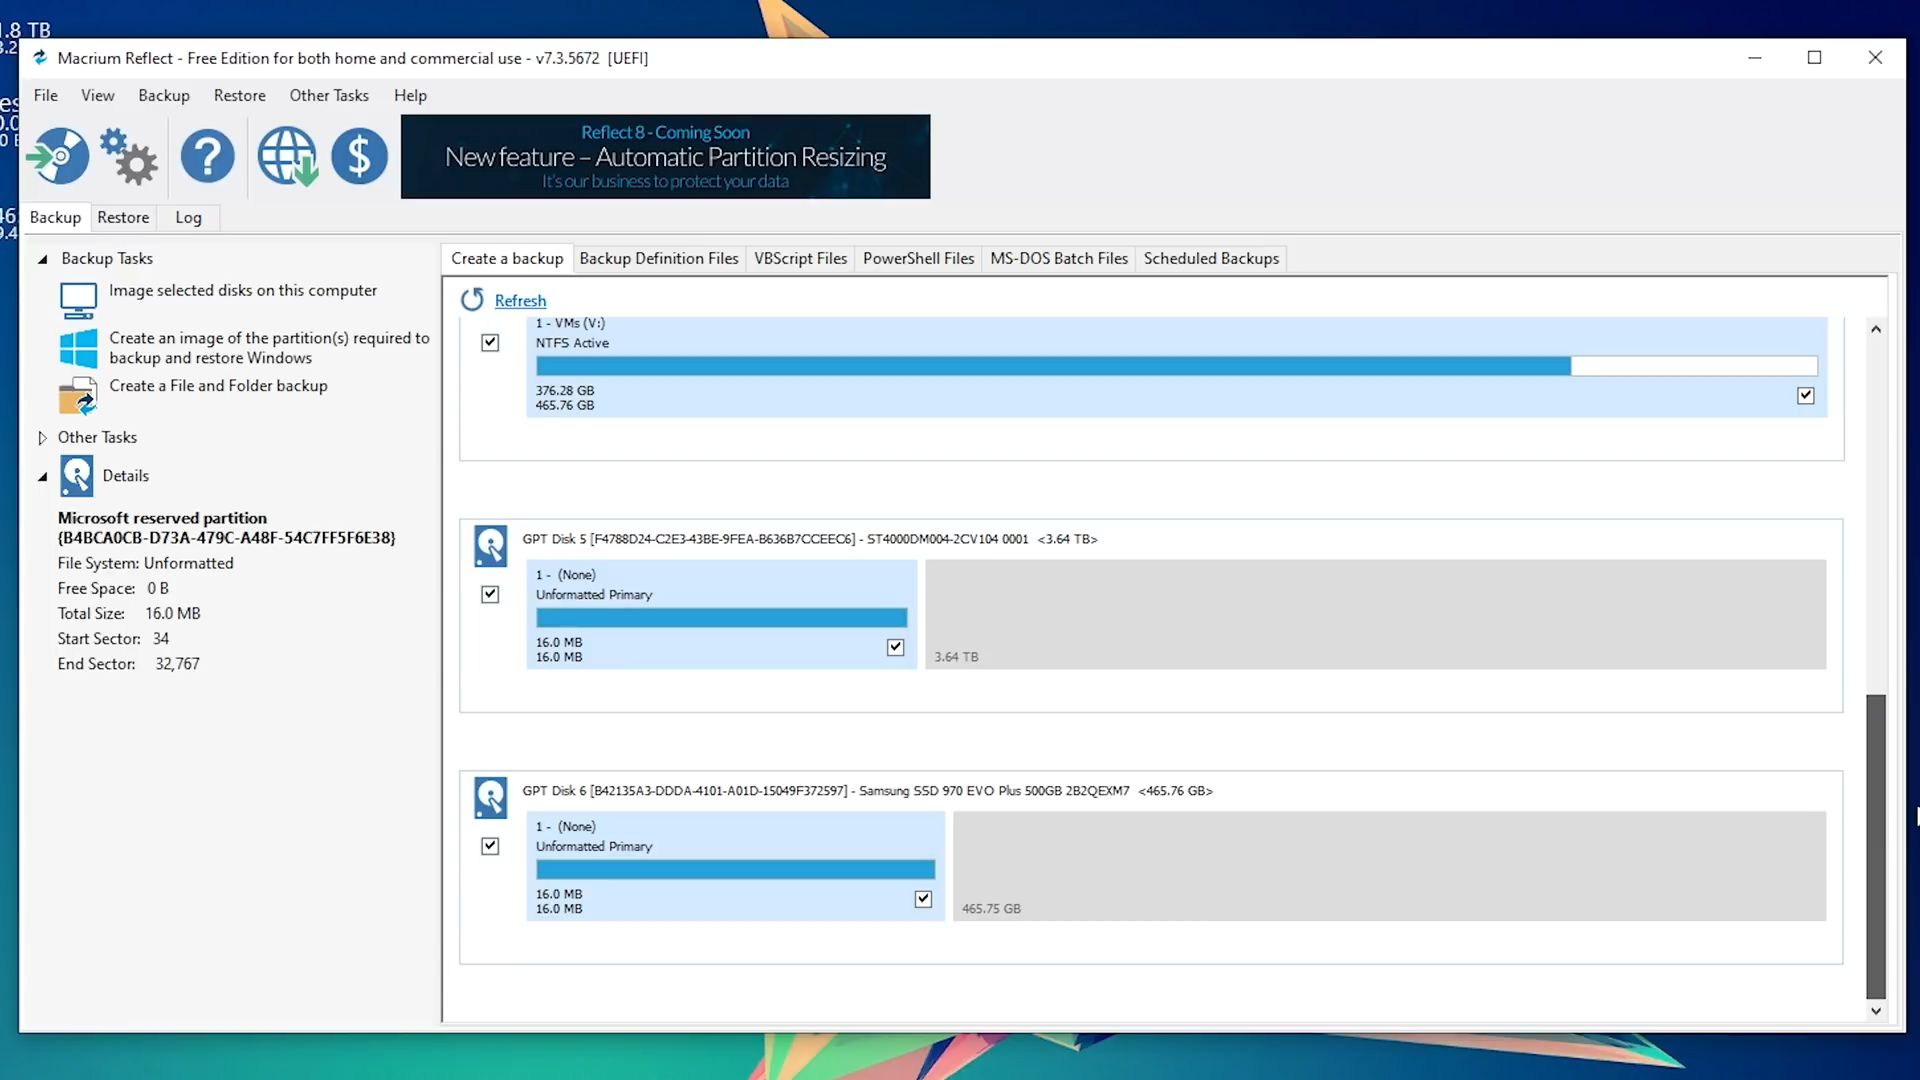 1.8 TB
Macrium Reflect - Free Edition for both home and commercial use - v7.3.5672 [UEFI]
File View Backup Restore Other Tasks Help
Reflect 8 - Coming Soon
New feature – Automatic Partition Resizing
It's our business to protect your data
Backup Restore Log
Backup Tasks
Image selected disks on this computer
Create an image of the partition(s) required to
backup and restore Windows
Create a File and Folder backup
Other Tasks
Details
Microsoft reserved partition
{B4BCA0CB-D73A-479C-A48F-54C7FF5F6E38}
File System: Unformatted
Free Space: 0 B
Total Size: 16.0 MB
Start Sector: 34
End Sector: 32,767
Create a backup Backup Definition Files VBScript Files PowerShell Files MS-DOS Batch Files Scheduled Backups
Refresh
1 - VMs (V:)
NTFS Active
376.28 GB
465.76 GB
GPT Disk 5 [F4788D24-C2E3-43BE-9FEA-B636B7CCEEC6] - ST4000DM004-2CV104 0001 <3.64 TB>
1 - (None)
Unformatted Primary
16.0 MB
16.0 MB
3.64 TB
GPT Disk 6 [B42135A3-DDDA-4101-A01D-15049F372597] - Samsung SSD 970 EVO Plus 500GB 2B2QEXM7 <465.76 GB>
1 - (None)
Unformatted Primary
16.0 MB
16.0 MB
465.75 GB